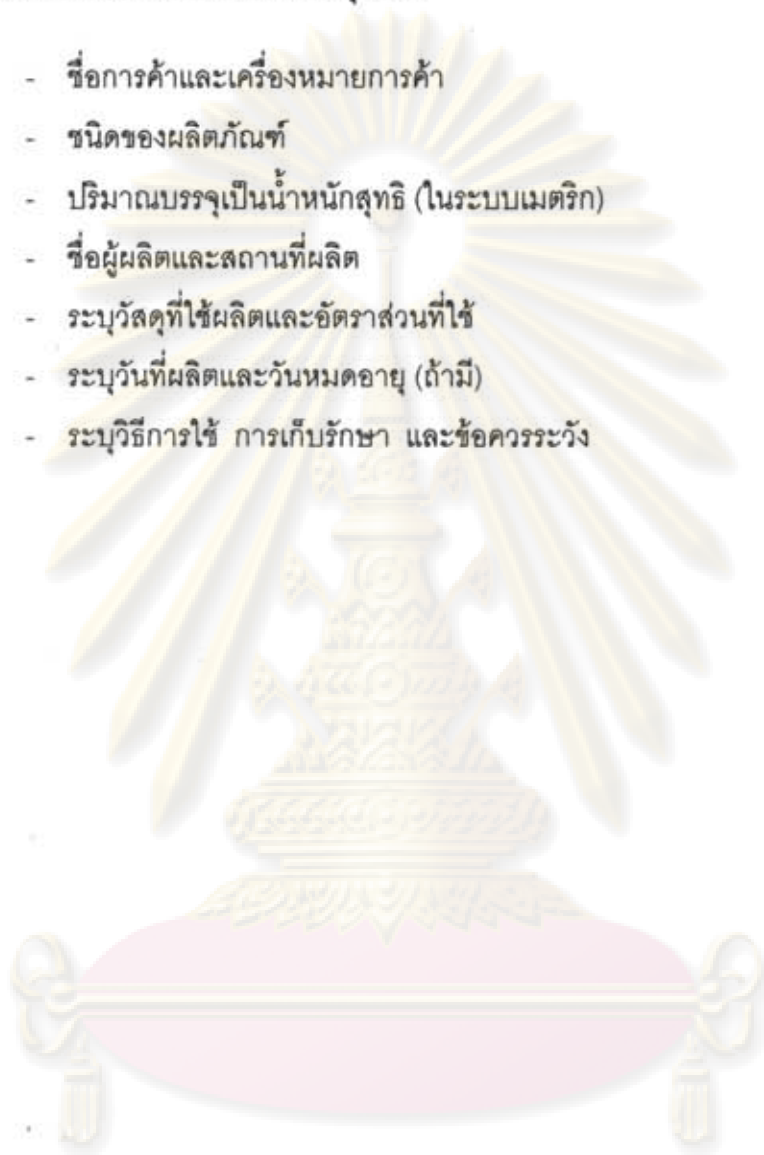 - ชื่อการค้าและเครื่องหมายการค้า
- ชนิดของผลิตภัณฑ์
- ปริมาณบรรจุเป็นน้ำหนักสุทธิ (ในระบบเมตริก)
- ชื่อผู้ผลิตและสถานที่ผลิต
- ระบุวัสดุที่ใช้ผลิตและอัตราส่วนที่ใช้
- ระบุวันที่ผลิตและวันหมดอายุ (ถ้ามี)
- ระบุวิธีการใช้ การเก็บรักษา และข้อควรระวัง